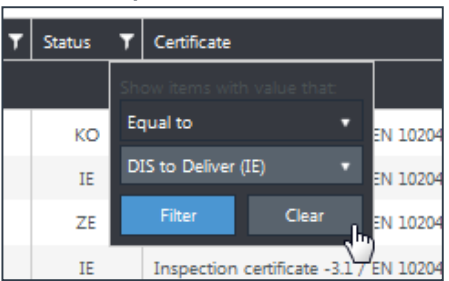 Status Certificate
Show items with value that:
Equal to
KO EN 10204
DIS to Deliver (IE)
IE EN 10204
Filter Clear
ZE EN 10204
IE Inspection certificate -3.1 / EN 10204